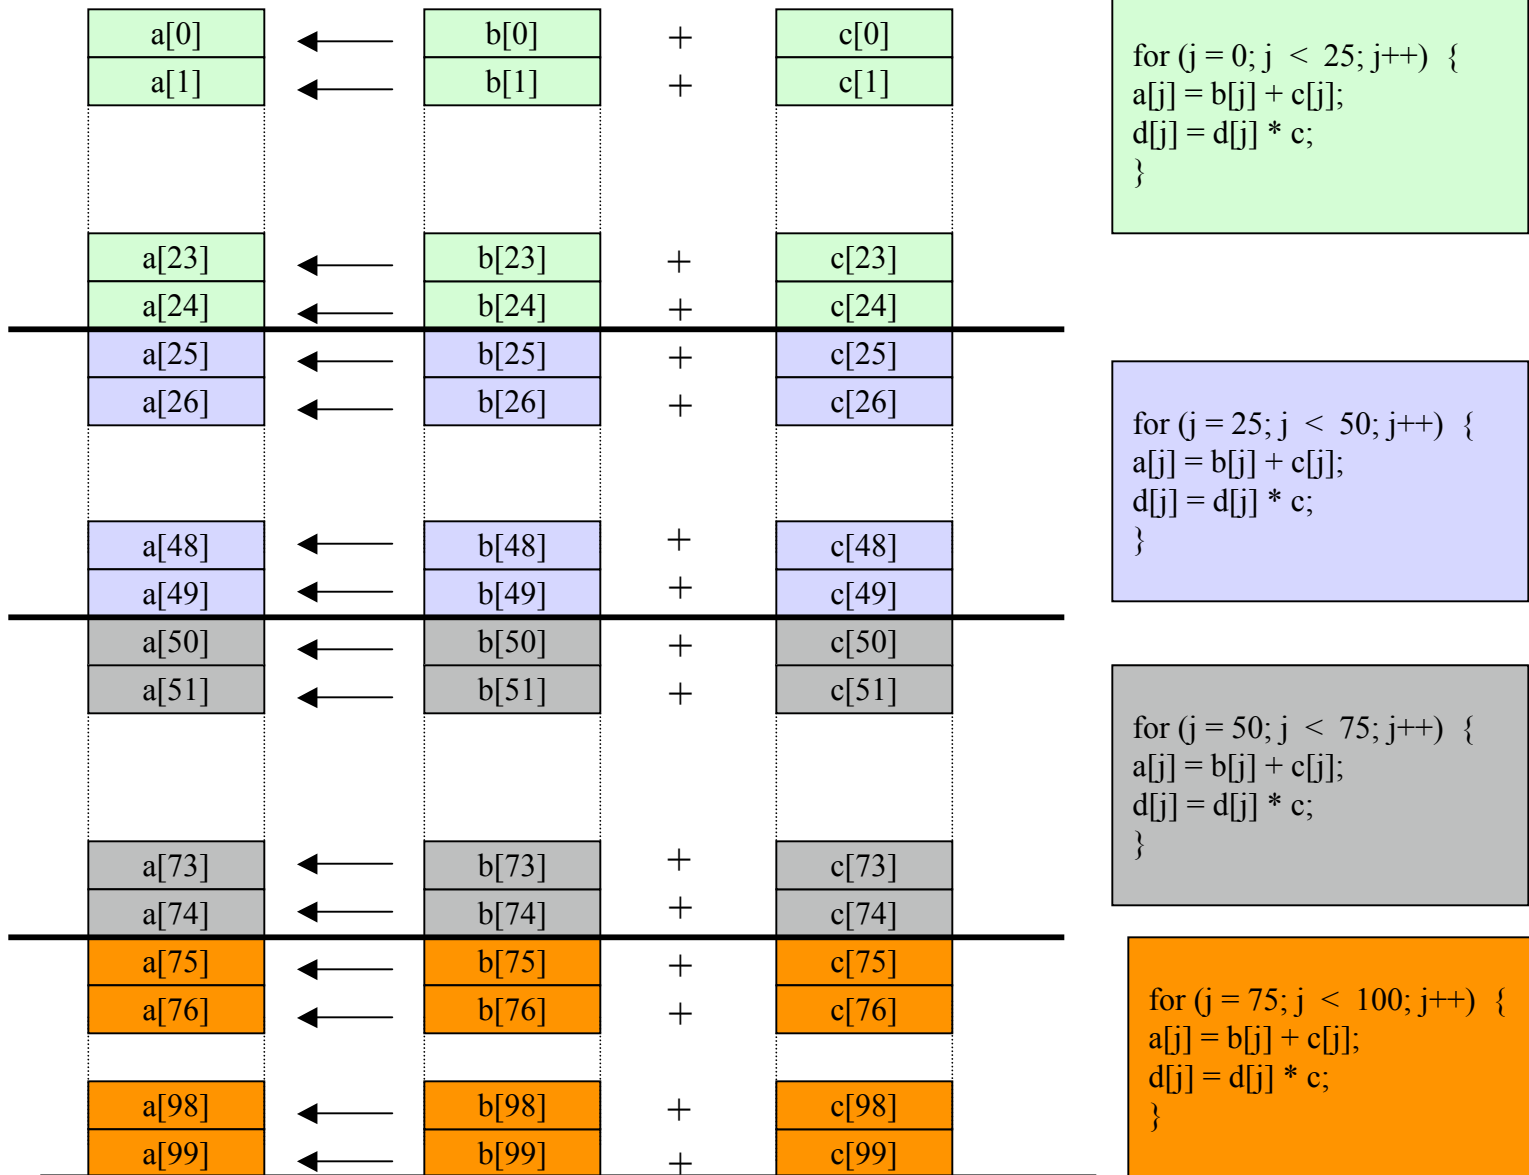 a[0] b[0] + c[0]
a[1] b[1] + c[1]
a[23] b[23] + c[23]
a[24] b[24] + c[24]
a[25] b[25] + c[25]
a[26] b[26] + c[26]
a[48] b[48] + c[48]
a[49] b[49] + c[49]
a[50] b[50] + c[50]
a[51] b[51] + c[51]
a[73] b[73] + c[73]
a[74] b[74] + c[74]
a[75] b[75] + c[75]
a[76] b[76] + c[76]
a[98] b[98] + c[98]
a[99] b[99] + c[99]
for (j = 0; j < 25; j++) {
a[j] = b[j] + c[j];
d[j] = d[j] * c;
}
for (j = 25; j < 50; j++) {
a[j] = b[j] + c[j];
d[j] = d[j] * c;
}
for (j = 50; j < 75; j++) {
a[j] = b[j] + c[j];
d[j] = d[j] * c;
}
for (j = 75; j < 100; j++) {
a[j] = b[j] + c[j];
d[j] = d[j] * c;
}